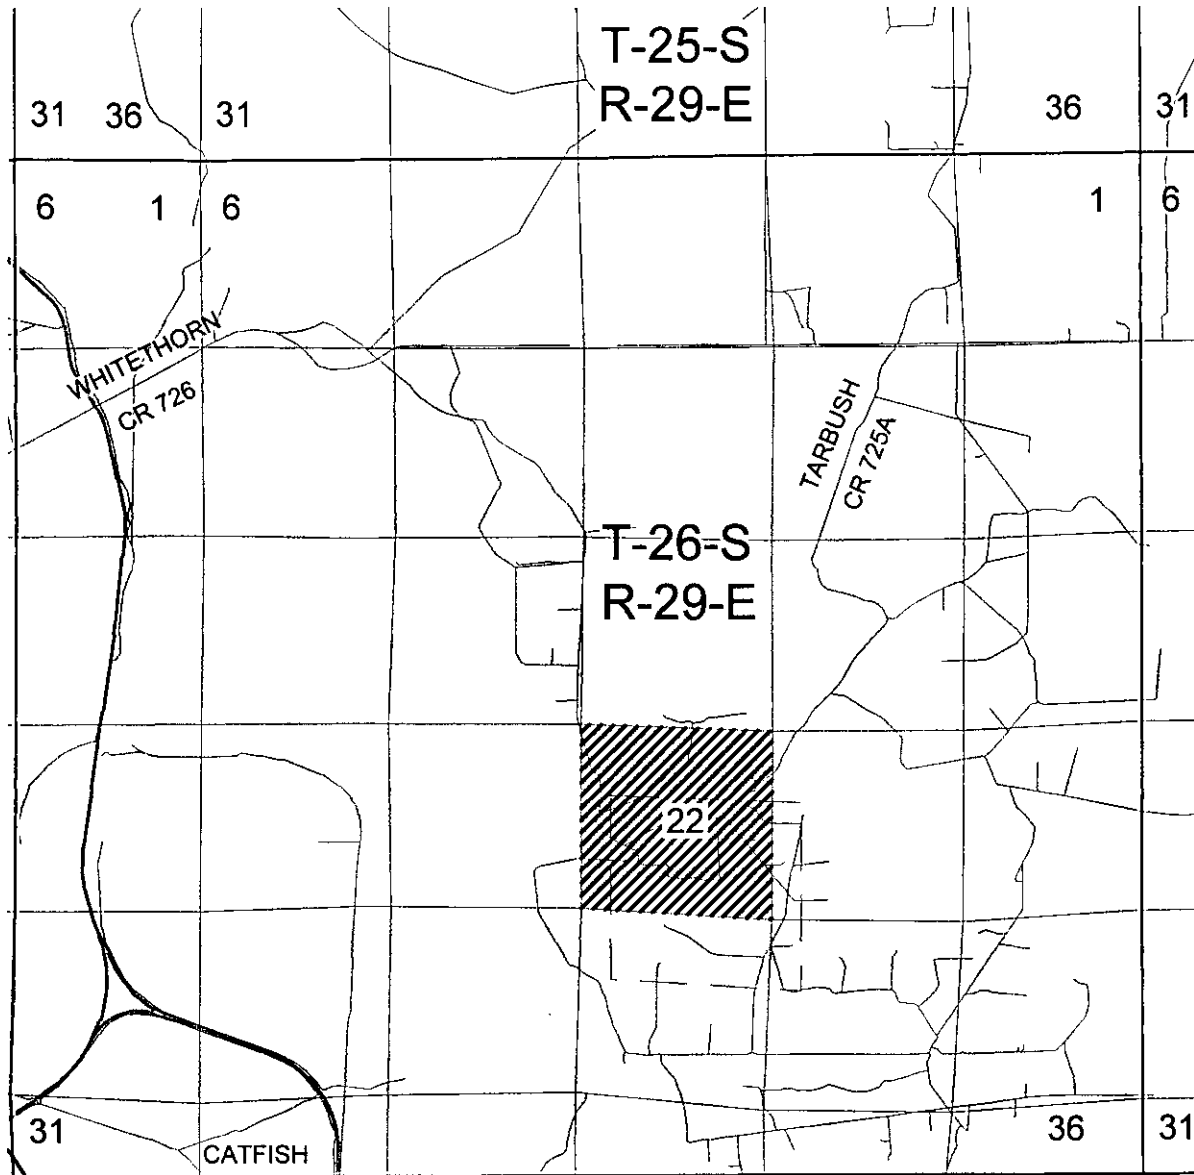 T-25-S
R-29-E
31 36 31 36 31
6 1 6 1 6
WHITETHORN
CR 726
TARBUSH
CR 725A
T-26-S
R-29-E
22
31 36 31
CATFISH